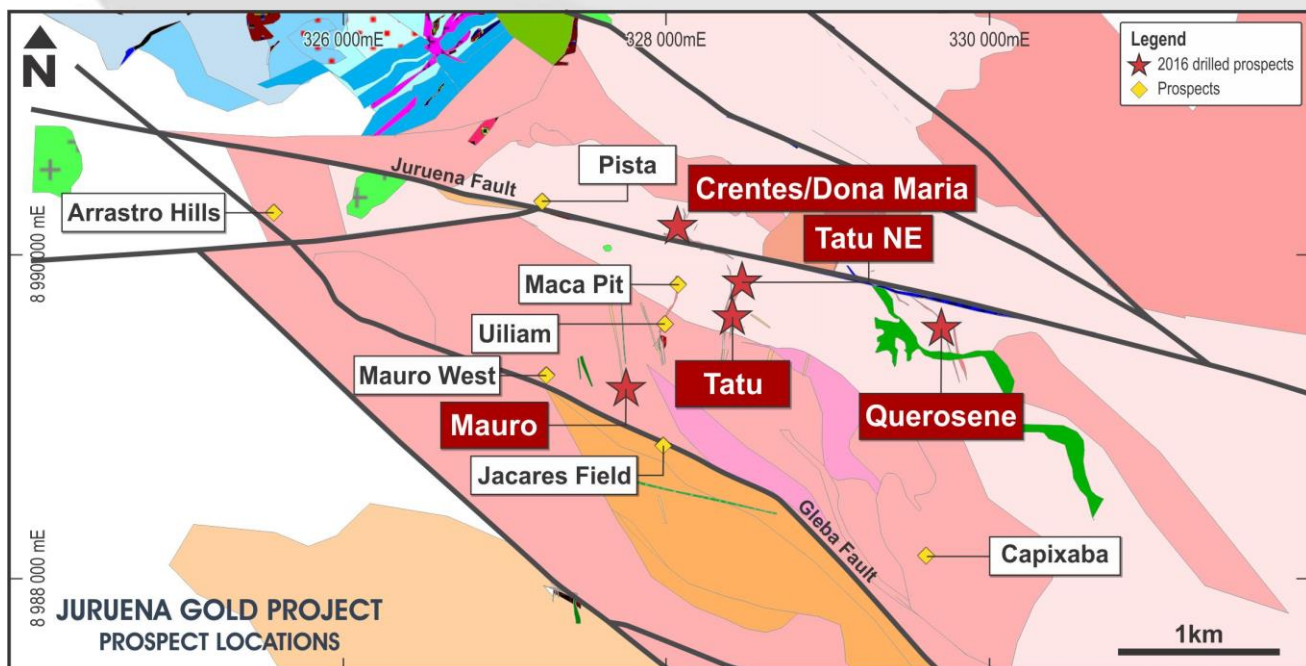 326 000mE
328 000mE
330 000mE
N
Legend
2016 drilled prospects
Prospects
Juruena Fault
Pista
Crentes/Dona Maria
Arrastro Hills
Tatu NE
8 990 000 mE
Maca Pit
Uiliam
Mauro West
Tatu
Mauro
Querosene
Jacares Field
Gleba Fault
Capixaba
8 988 000 mE
JURUENA GOLD PROJECT
PROSPECT LOCATIONS
1km